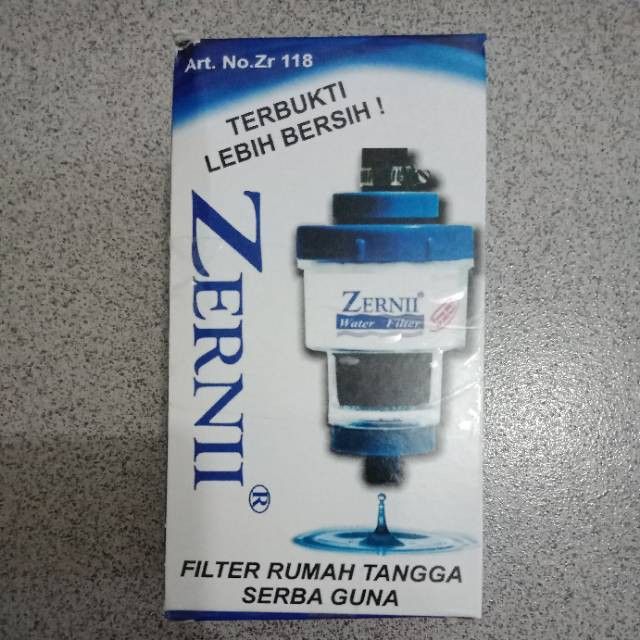 Art. No.Zr 118
TERBUKTI
LEBIH BERSIH !
ZERNII®
ZERNII®
Water Filter
FILTER RUMAH TANGGA
SERBA GUNA